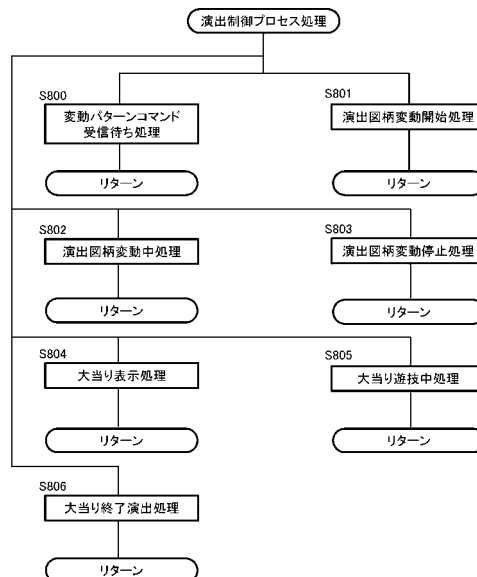 演出制御プロセス処理
S800
変動パターンコマンド
受信待ち処理
リターン
S801
演出図柄変動開始処理
リターン
S802
演出図柄変動中処理
リターン
S803
演出図柄変動停止処理
リターン
S804
大当り表示処理
リターン
S805
大当り遊技中処理
リターン
S806
大当り終了演出処理
リターン